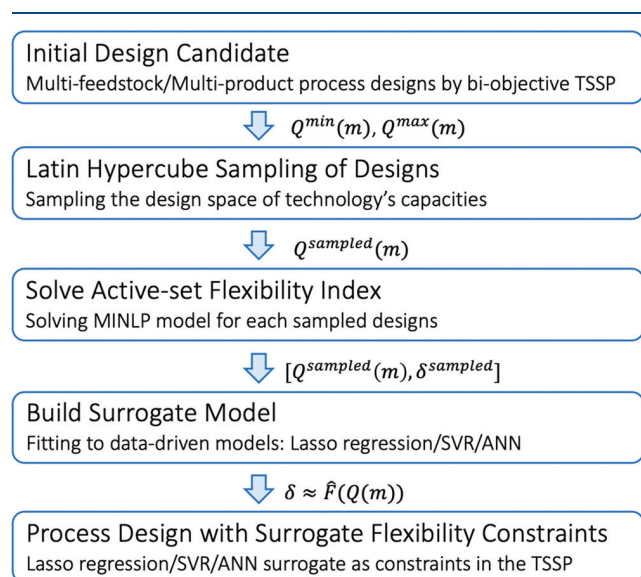 Initial Design Candidate
Multi-feedstock/Multi-product process designs by bi-objective TSSP
Q^{min}(m), Q^{max}(m)
Latin Hypercube Sampling of Designs
Sampling the design space of technology's capacities
Q^{sampled}(m)
Solve Active-set Flexibility Index
Solving MINLP model for each sampled designs
[Q^{sampled}(m), δ^{sampled}]
Build Surrogate Model
Fitting to data-driven models: Lasso regression/SVR/ANN
δ ≈ F̂(Q(m))
Process Design with Surrogate Flexibility Constraints
Lasso regression/SVR/ANN surrogate as constraints in the TSSP